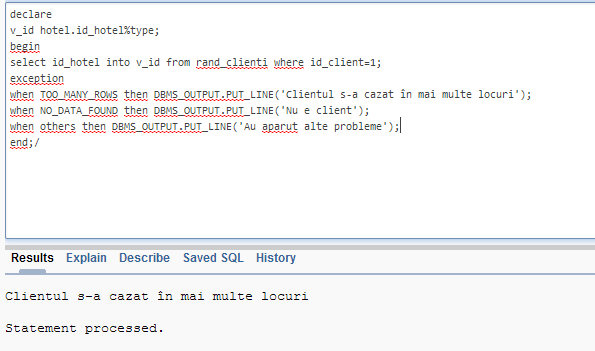 declare
v_id hotel.id_hotel%type;
begin
select id_hotel into v_id from rand_clienti where id_client=1;
exception
when TOO_MANY_ROWS then DBMS_OUTPUT.PUT_LINE('Clientul s-a cazat în mai multe locuri');
when NO_DATA_FOUND then DBMS_OUTPUT.PUT_LINE('Nu e client');
when others then DBMS_OUTPUT.PUT_LINE('Au aparut alte probleme');
end;/
Results Explain Describe Saved SQL History
Clientul s-a cazat în mai multe locuri
Statement processed.